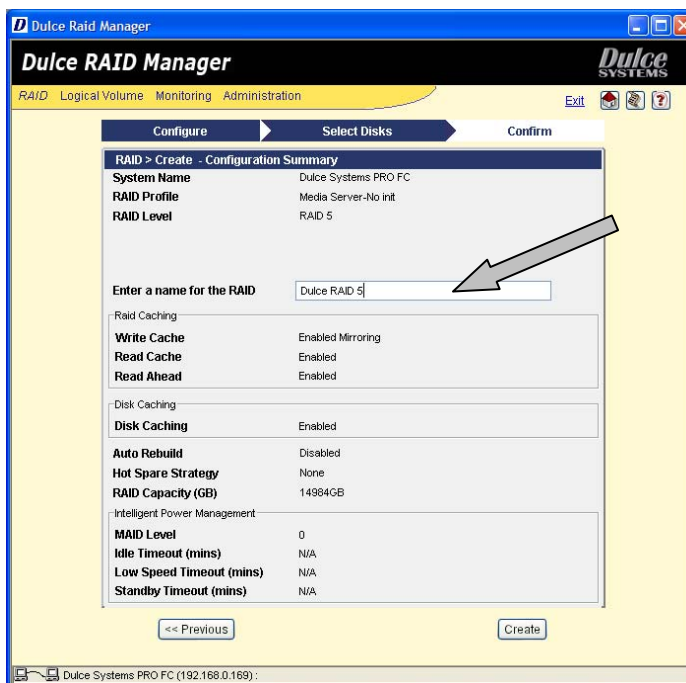 D Dulce Raid Manager
Dulce RAID Manager
Dulce SYSTEMS
RAID Logical Volume Monitoring Administration Exit
Configure Select Disks Confirm
RAID > Create - Configuration Summary
System Name Dulce Systems PRO FC
RAID Profile Media Server-No init
RAID Level RAID 5
Enter a name for the RAID Dulce RAID 5
Raid Caching
Write Cache Enabled Mirroring
Read Cache Enabled
Read Ahead Enabled
Disk Caching
Disk Caching Enabled
Auto Rebuild Disabled
Hot Spare Strategy None
RAID Capacity (GB) 14984GB
Intelligent Power Management
MAID Level 0
Idle Timeout (mins) N/A
Low Speed Timeout (mins) N/A
Standby Timeout (mins) N/A
<< Previous Create
Dulce Systems PRO FC (192.168.0.169) :